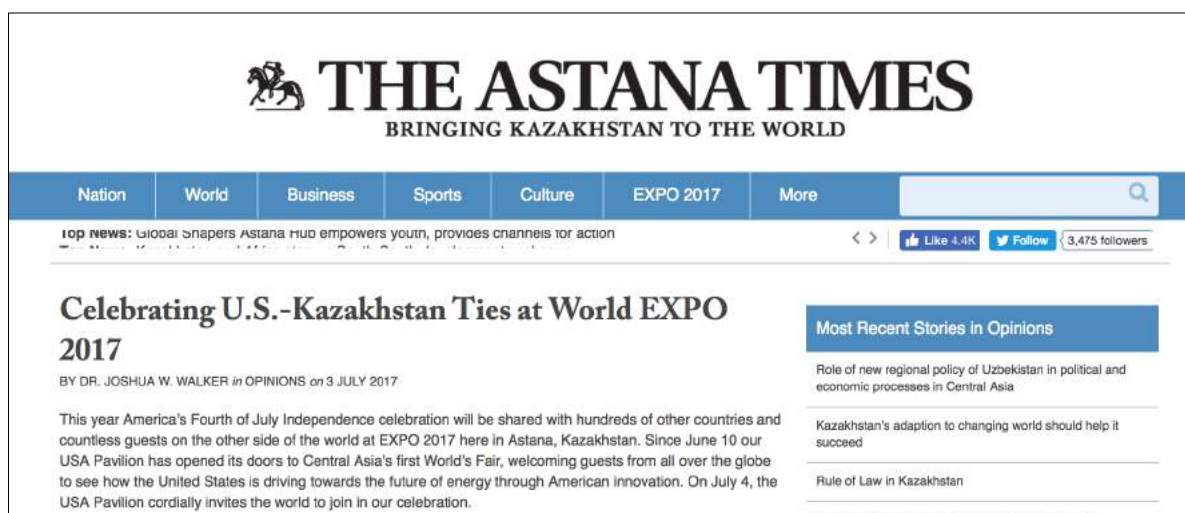 THE ASTANA TIMES
BRINGING KAZAKHSTAN TO THE WORLD
Nation World Business Sports Culture EXPO 2017 More
Top News: Global Shapers Astana Hub empowers youth, provides channels for action
Like 4.4K Follow 3,475 followers
Celebrating U.S.-Kazakhstan Ties at World EXPO
2017
BY DR. JOSHUA W. WALKER in OPINIONS on 3 JULY 2017
This year America's Fourth of July Independence celebration will be shared with hundreds of other countries and
countless guests on the other side of the world at EXPO 2017 here in Astana, Kazakhstan. Since June 10 our
USA Pavilion has opened its doors to Central Asia's first World's Fair, welcoming guests from all over the globe
to see how the United States is driving towards the future of energy through American innovation. On July 4, the
USA Pavilion cordially invites the world to join in our celebration.
Most Recent Stories in Opinions
Role of new regional policy of Uzbekistan in political and
economic processes in Central Asia
Kazakhstan's adaption to changing world should help it
succeed
Rule of Law in Kazakhstan